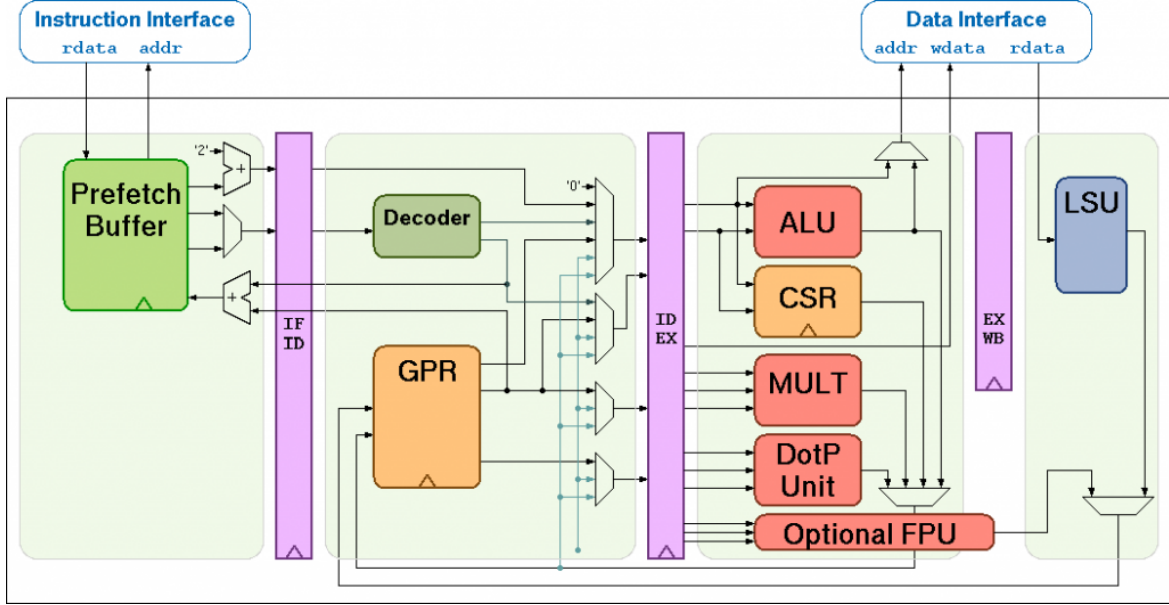 Instruction Interface
rdata addr
Data Interface
addr wdata rdata
'2'
+
Prefetch
Buffer
+
IF
ID
Decoder
GPR
'0'
ID
EX
ALU
CSR
MULT
DotP
Unit
Optional FPU
EX
WB
LSU